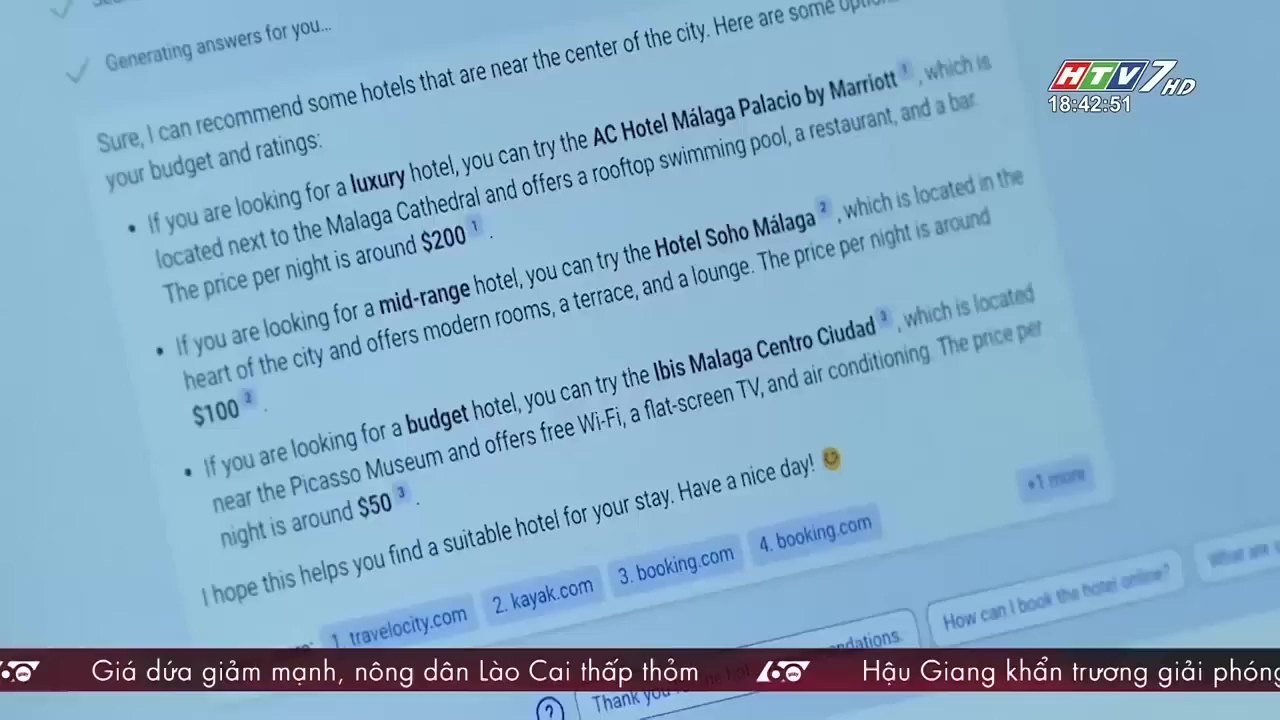 Generating answers for you...
Sure, I can recommend some hotels that are near the center of the city. Here are some
your budget and ratings:
• If you are looking for a luxury hotel, you can try the AC Hotel Málaga Palacio by Marriott 1 , which is
located next to the Malaga Cathedral and offers a rooftop swimming pool, a restaurant, and a bar.
The price per night is around $200 1 .
• If you are looking for a mid-range hotel, you can try the Hotel Soho Málaga 2 , which is located in the
heart of the city and offers modern rooms, a terrace, and a lounge. The price per night is around
$100 2 .
• If you are looking for a budget hotel, you can try the Ibis Malaga Centro Ciudad 3 , which is located
near the Picasso Museum and offers free Wi-Fi, a flat-screen TV, and air conditioning. The price per
night is around $50 3 .
I hope this helps you find a suitable hotel for your stay. Have a nice day!
1. travelocity.com 2. kayak.com 3. booking.com 4. booking.com +1 more
Thank you
How can I book the hotel online?
What are
HTV7 HD
18:42:51
60 giây Giá dứa giảm mạnh, nông dân Lào Cai thấp thỏm 60 giây Hậu Giang khẩn trương giải phóng